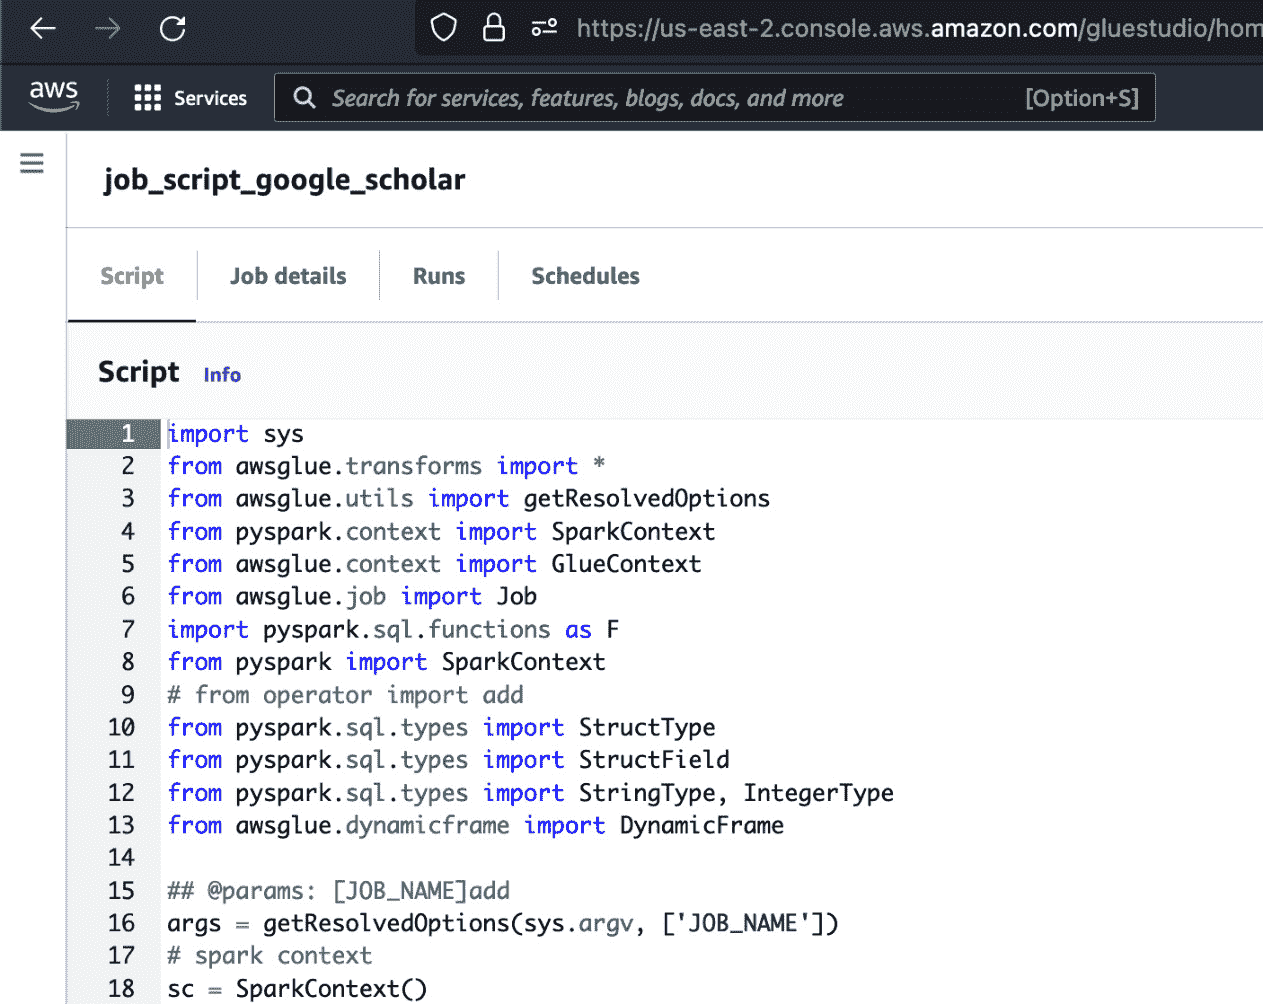 https://us-east-2.console.aws.amazon.com/gluestudio/hom
aws Services Search for services, features, blogs, docs, and more [Option+S]
job_script_google_scholar
Script Job details Runs Schedules
Script Info
1 import sys
2 from awsglue.transforms import *
3 from awsglue.utils import getResolvedOptions
4 from pyspark.context import SparkContext
5 from awsglue.context import GlueContext
6 from awsglue.job import Job
7 import pyspark.sql.functions as F
8 from pyspark import SparkContext
9 # from operator import add
10 from pyspark.sql.types import StructType
11 from pyspark.sql.types import StructField
12 from pyspark.sql.types import StringType, IntegerType
13 from awsglue.dynamicframe import DynamicFrame
14
15 ## @params: [JOB_NAME]add
16 args = getResolvedOptions(sys.argv, ['JOB_NAME'])
17 # spark context
18 sc = SparkContext()